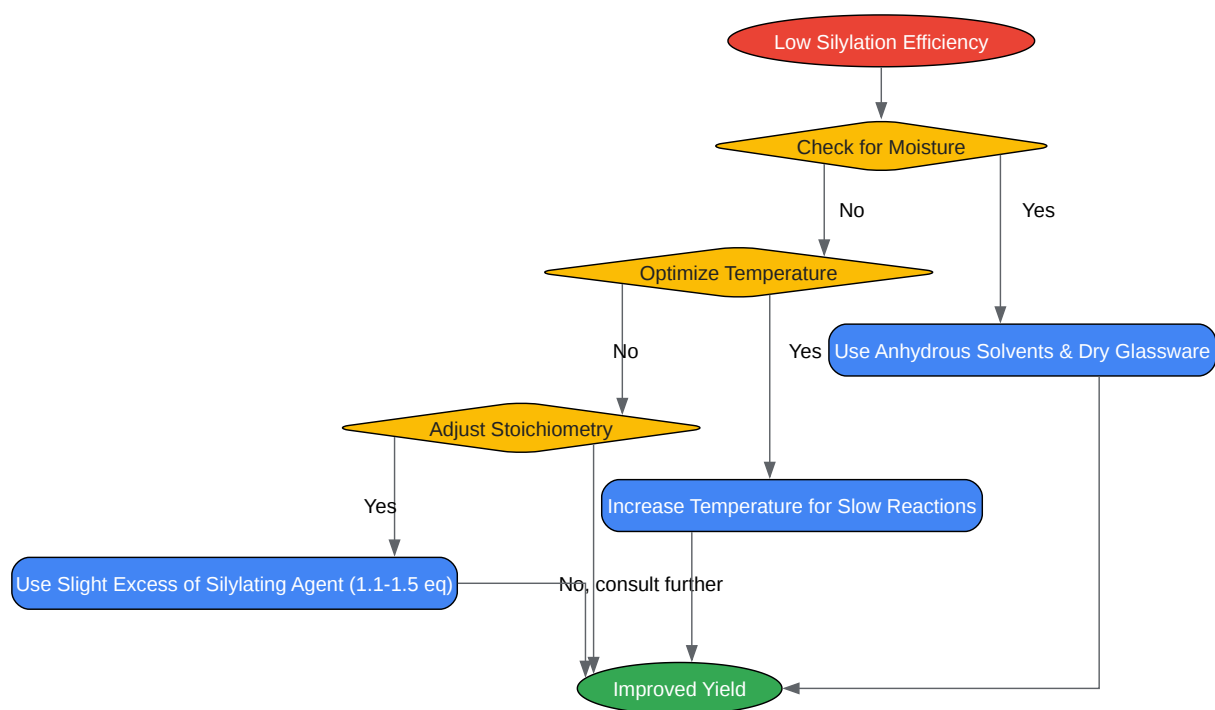 Low Silylation Efficiency
Check for Moisture
No
Yes
Optimize Temperature
No
Yes
Use Anhydrous Solvents & Dry Glassware
Adjust Stoichiometry
Yes
Increase Temperature for Slow Reactions
Use Slight Excess of Silylating Agent (1.1-1.5 eq)
No, consult further
Improved Yield